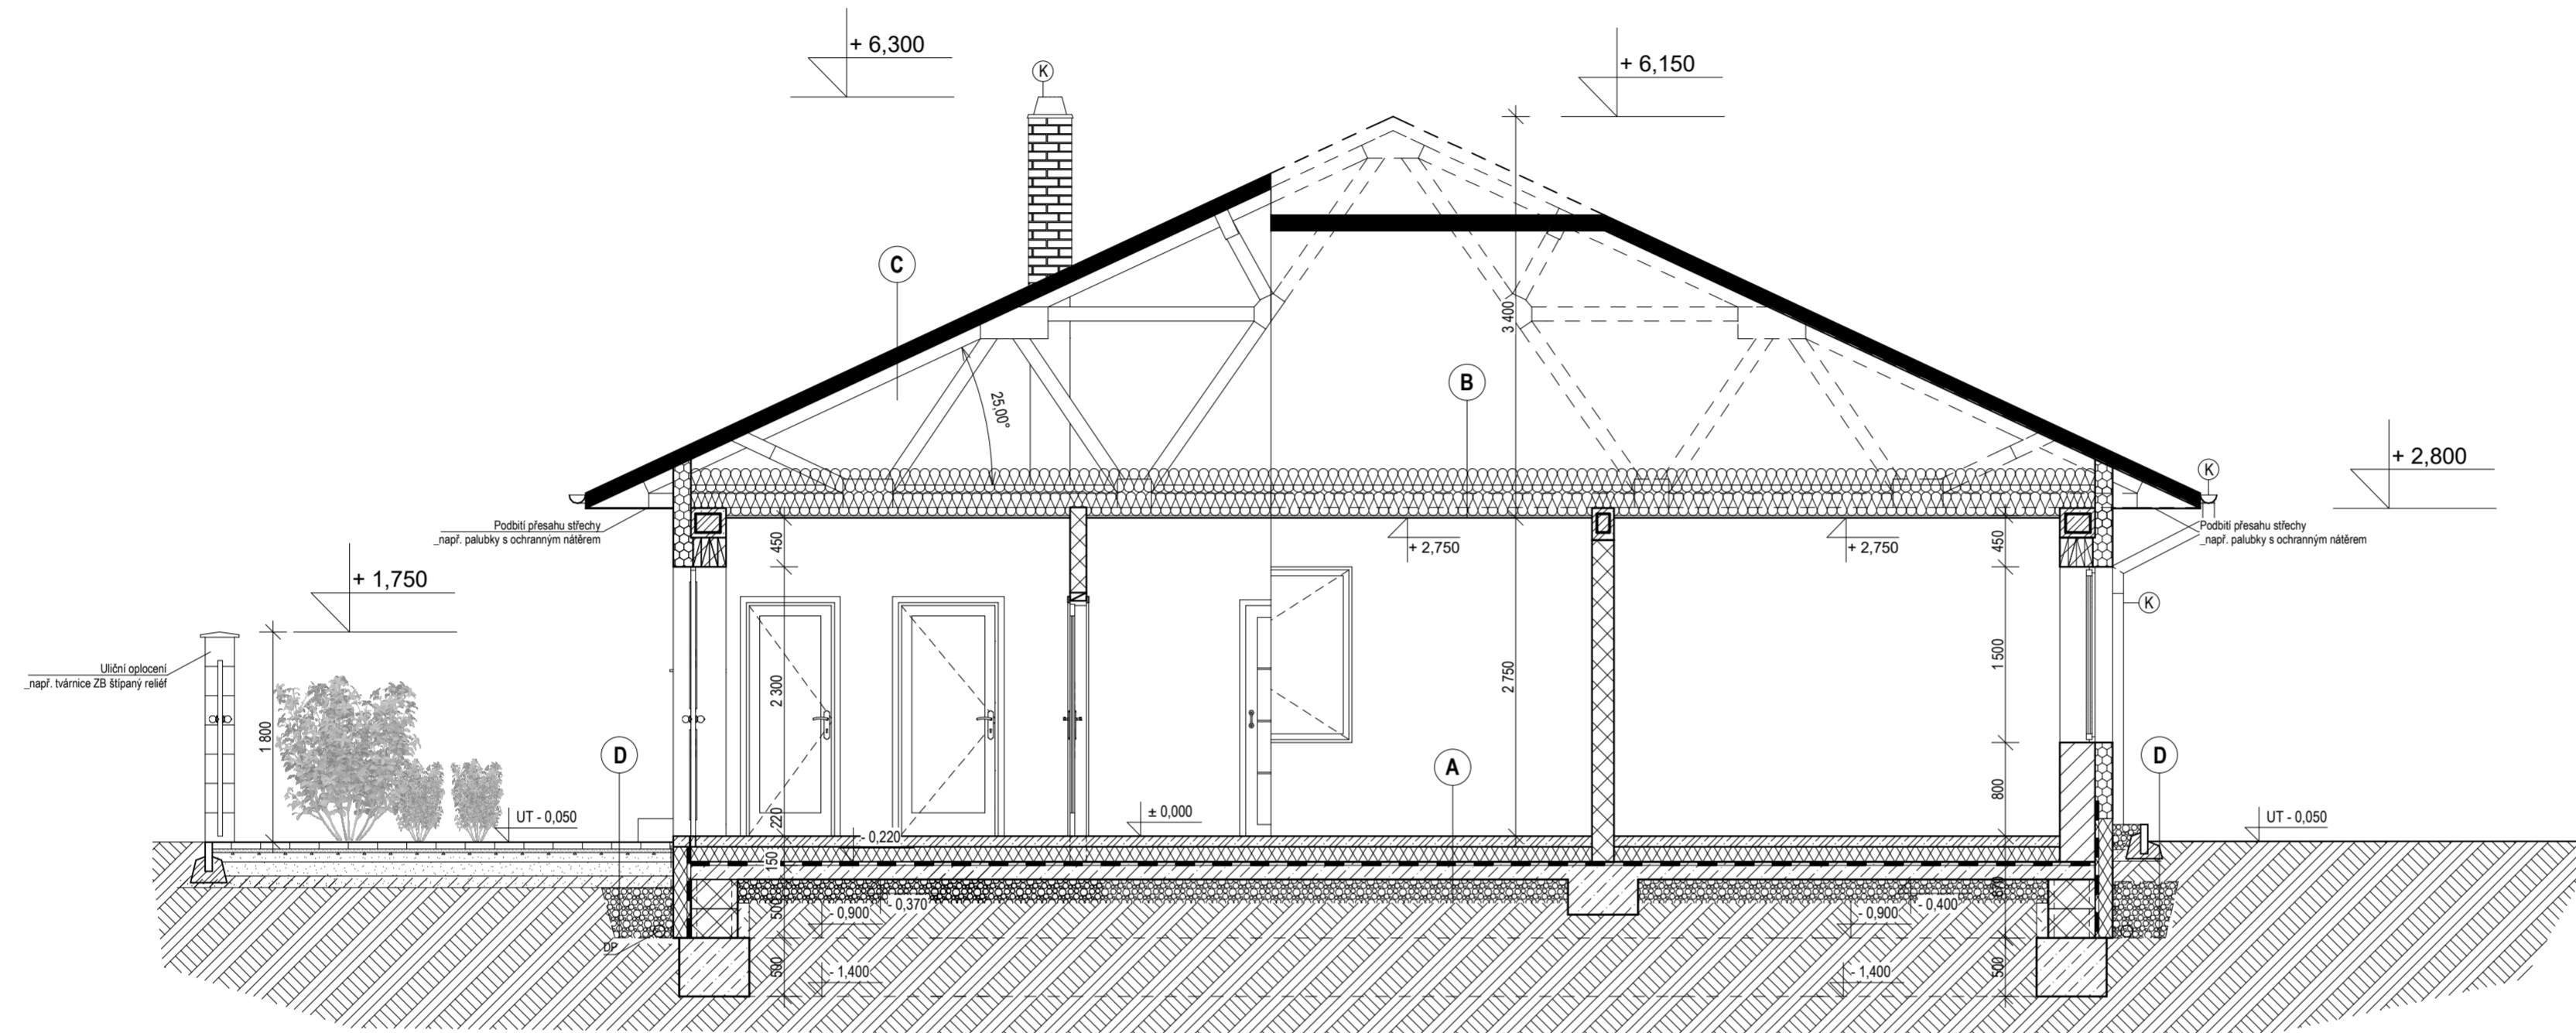 + 6,300
K
+ 6,150
C
3 400
B
25,00°
K
+ 2,800
Podbití přesahu střechy
_např. palubky s ochranným nátěrem
Podbití přesahu střechy
_např. palubky s ochranným nátěrem
450
+ 2,750
+ 2,750
450
+ 1,750
K
Uliční oplocení
_např. tvárnice ZB štípaný reliéf
1 800
2 300
2 750
1 500
D
A
D
800
UT - 0,050
220
± 0,000
UT - 0,050
- 0,220
150
500
- 0,370
- 0,900
- 0,900
- 0,400
DP
500
- 1,400
- 1,400
500